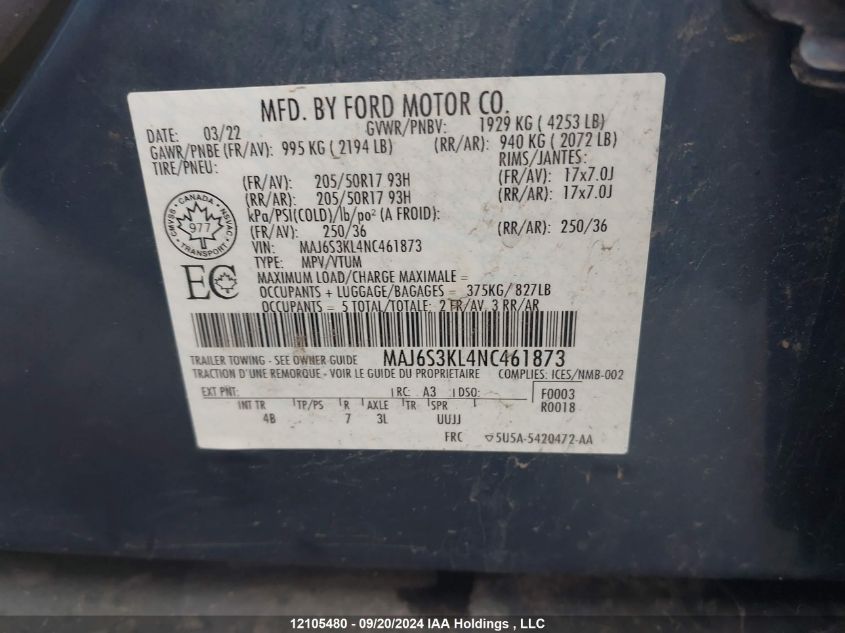 MFD. BY FORD MOTOR CO.
DATE: 03/22 GVWR/PNBV: 1929 KG ( 4253 LB)
GAWR/PNBE (FR/AV): 995 KG ( 2194 LB) (RR/AR): 940 KG ( 2072 LB)
TIRE/PNEU: RIMS/JANTES:
(FR/AV): 205/50R17 93H (FR/AV): 17x7.0J
(RR/AR): 205/50R17 93H (RR/AR): 17x7.0J
kPa/PSI(COLD)/lb/po² (A FROID):
(FR/AV): 250/36 (RR/AR): 250/36
CANADA
CMVSS NSVAC
977
TRANSPORT
VIN: MAJ6S3KL4NC461873
TYPE: MPV/VTUM
EC
MAXIMUM LOAD/CHARGE MAXIMALE =
OCCUPANTS + LUGGAGE/BAGAGES = 375KG/ 827LB
OCCUPANTS = 5 TOTAL/TOTALE: 2 FR/AV, 3 RR/AR
TRAILER TOWING - SEE OWNER GUIDE MAJ6S3KL4NC461873
TRACTION D'UNE REMORQUE - VOIR LE GUIDE DU PROPRIETAIRE COMPLIES: ICES/NMB-002
EXT PNT: RC: A3 DSO: F0003
R0018
INT TR TP/PS R AXLE TR SPR
4B 7 3L UUJJ
FRC 5U5A-5420472-AA
12105480 - 09/20/2024 IAA Holdings , LLC